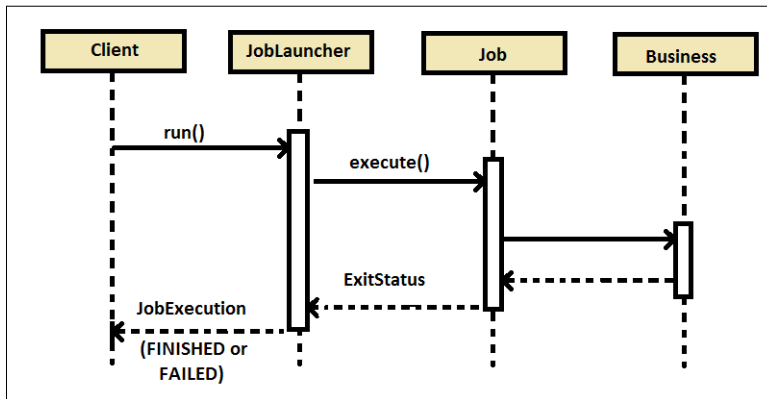 Client
JobLauncher
Job
Business
run()
execute()
ExitStatus
JobExecution
(FINISHED or
FAILED)